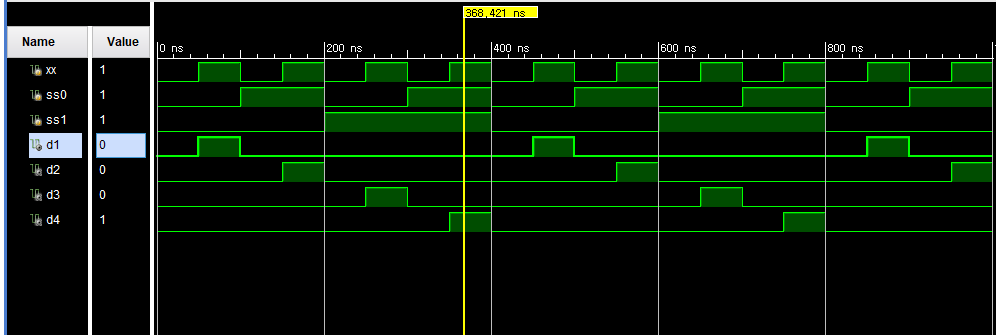 368,421 ns
Name Value
0 ns 200 ns 400 ns 600 ns 800 ns
xx 1
ss0 1
ss1 1
d1 0
d2 0
d3 0
d4 1